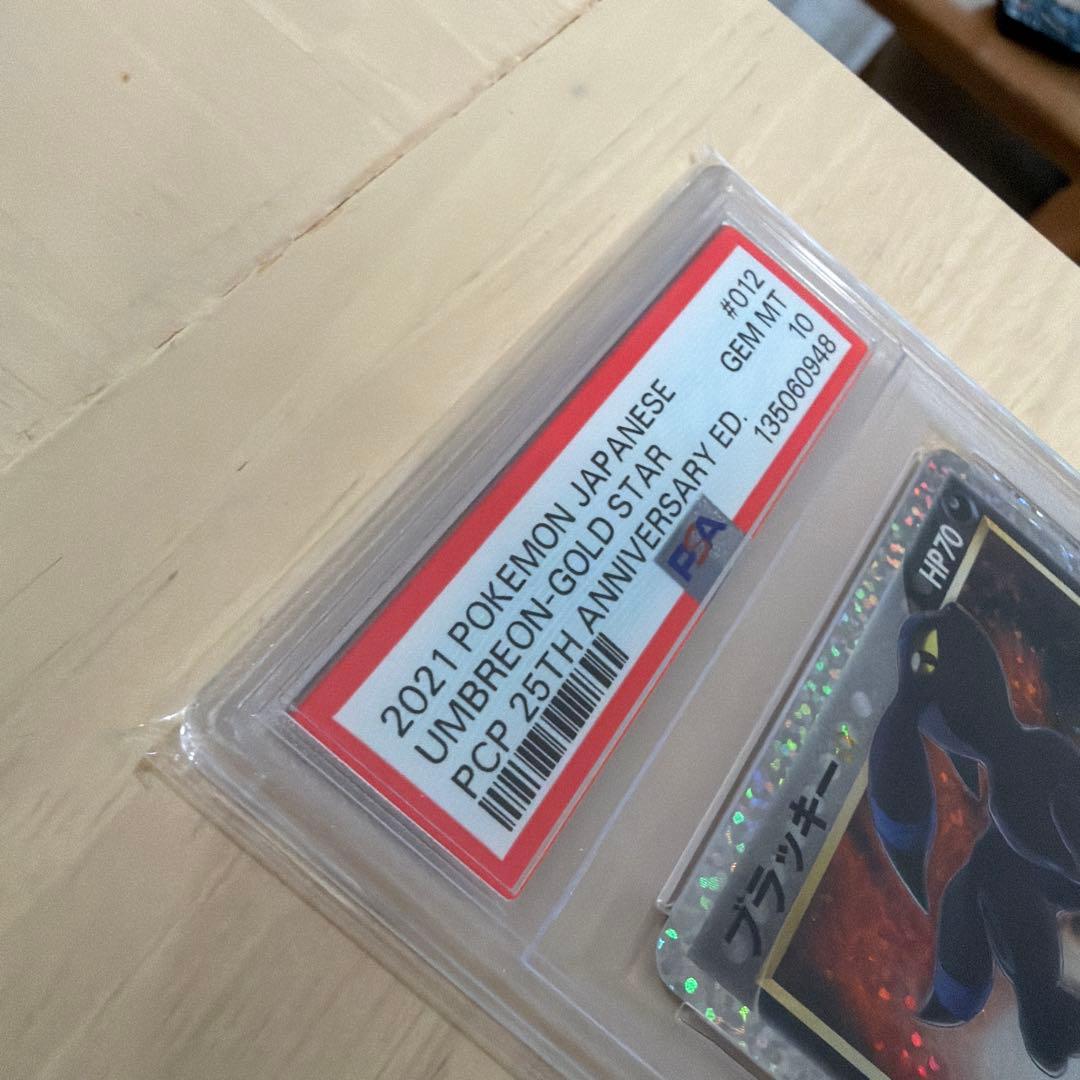 2021 POKEMON JAPANESE #012
UMBREON-GOLD STAR GEM MT
PCP 25TH ANNIVERSARY ED. 10
135060948
PSA
ブラッキー HP70